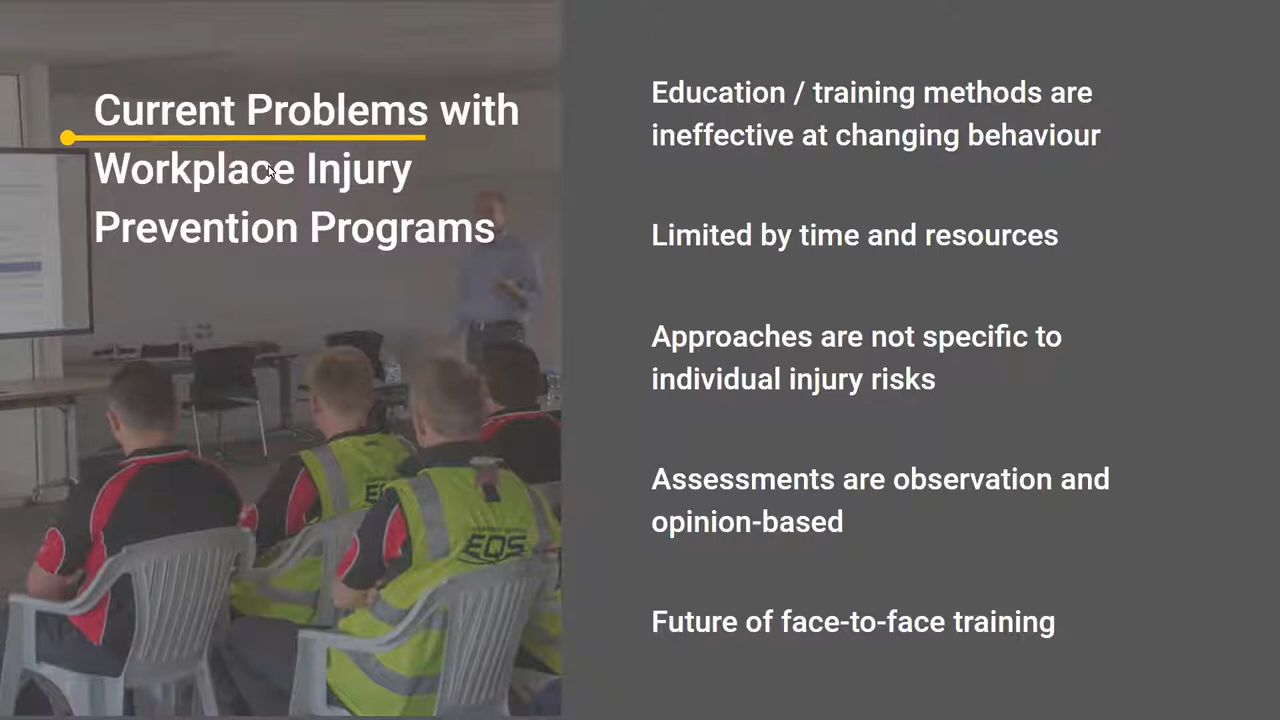 Current Problems with
Workplace Injury
Prevention Programs
Education / training methods are
ineffective at changing behaviour
Limited by time and resources
Approaches are not specific to
individual injury risks
Assessments are observation and
opinion-based
Future of face-to-face training
EQS